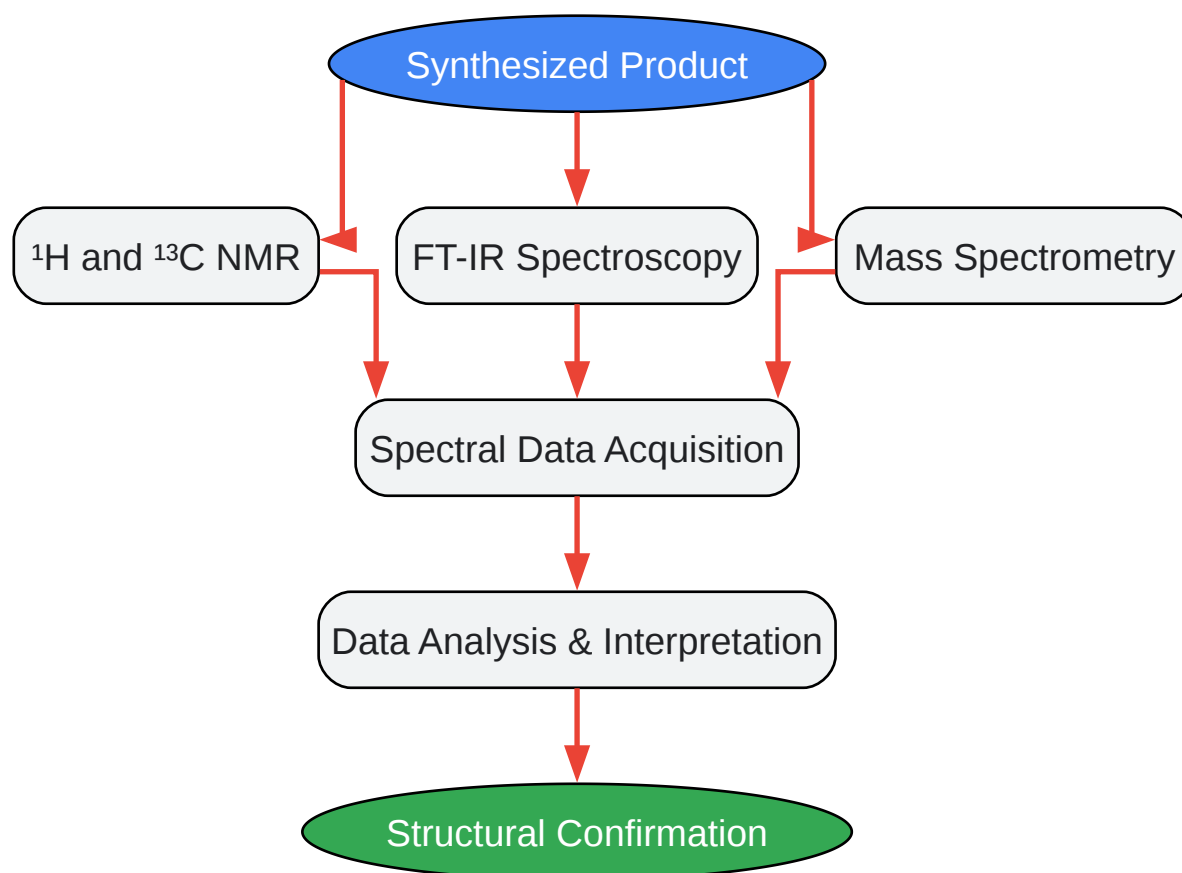 Synthesized Product
¹H and ¹³C NMR
FT-IR Spectroscopy
Mass Spectrometry
Spectral Data Acquisition
Data Analysis & Interpretation
Structural Confirmation